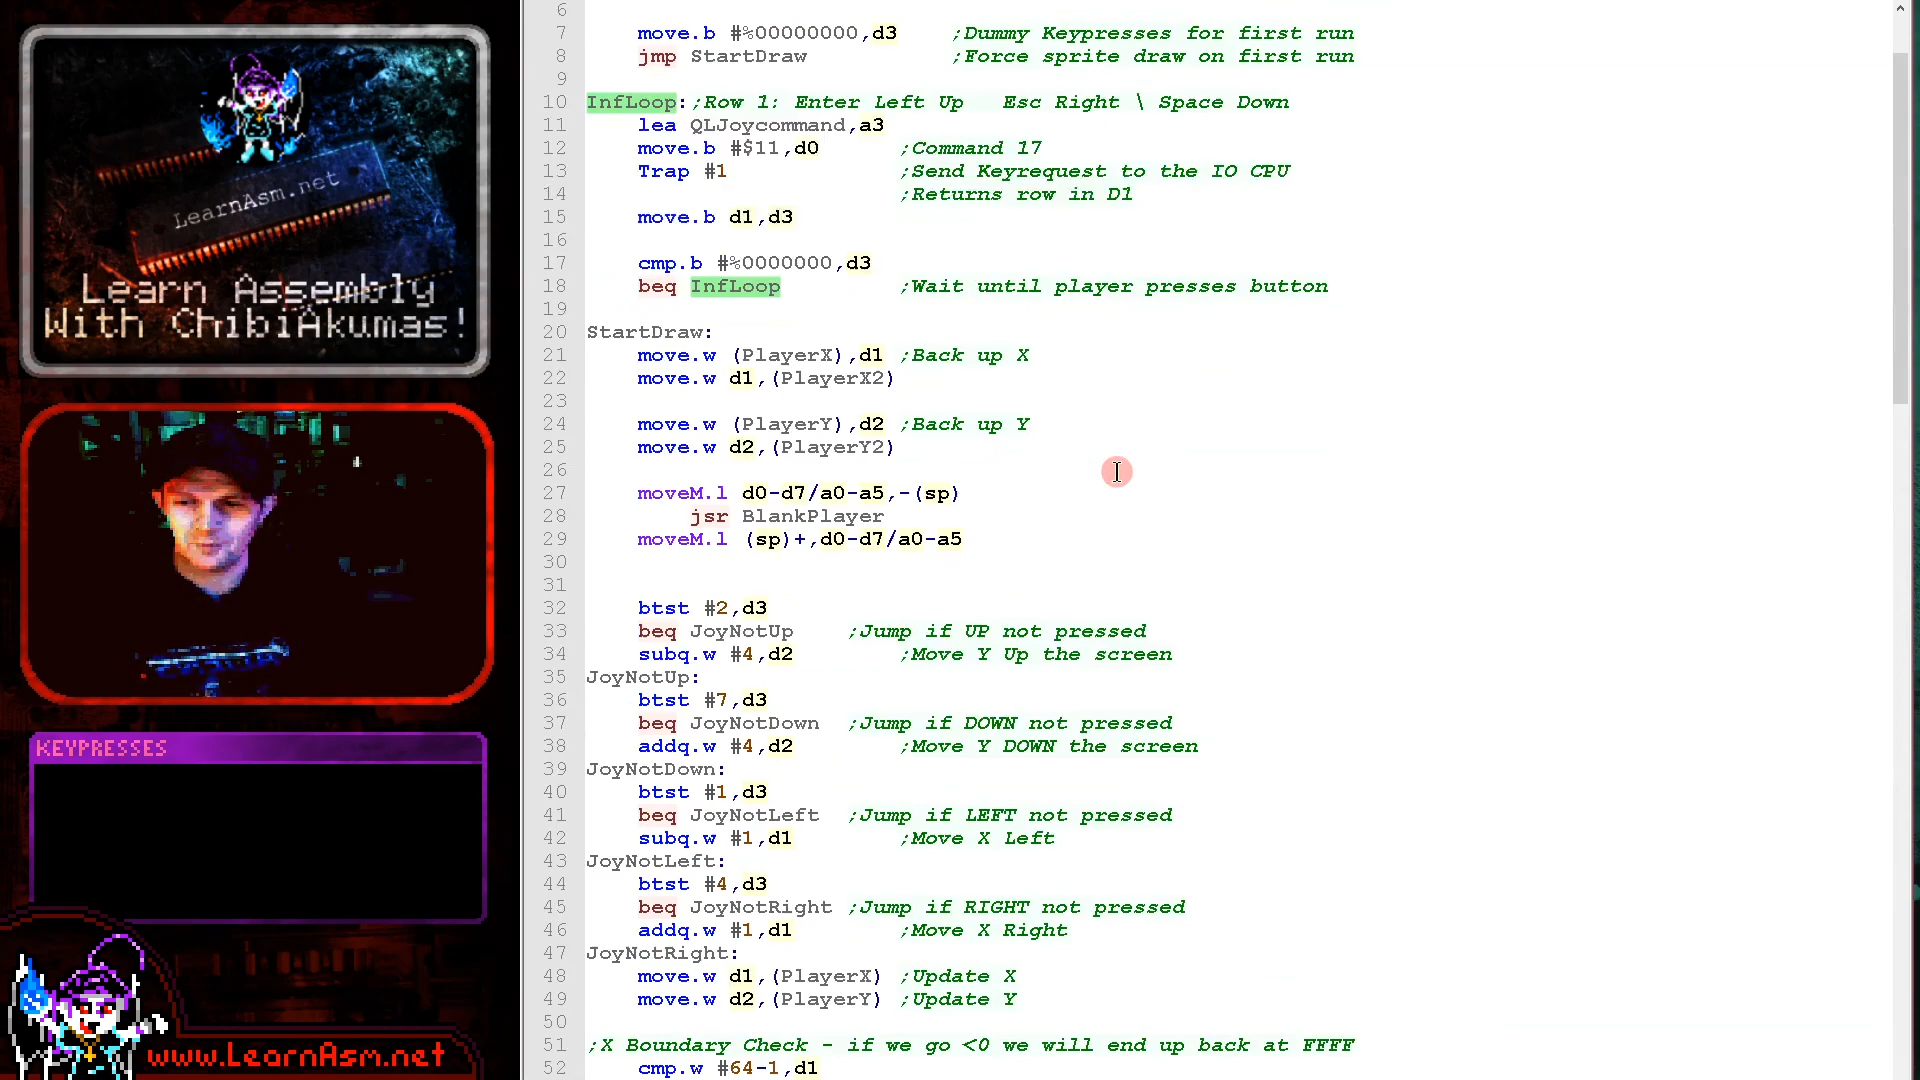 LearnAsm.net
Learn Assembly
With ChibiAkumas!
KEYPRESSES
www.LearnAsm.net
6
7 move.b #%00000000,d3 ;Dummy Keypresses for first run
8 jmp StartDraw ;Force sprite draw on first run
9
10 InfLoop:;Row 1: Enter Left Up Esc Right \ Space Down
11 lea QLJoycommand,a3
12 move.b #$11,d0 ;Command 17
13 Trap #1 ;Send Keyrequest to the IO CPU
14 ;Returns row in D1
15 move.b d1,d3
16
17 cmp.b #%0000000,d3
18 beq InfLoop ;Wait until player presses button
19
20 StartDraw:
21 move.w (PlayerX),d1 ;Back up X
22 move.w d1,(PlayerX2)
23
24 move.w (PlayerY),d2 ;Back up Y
25 move.w d2,(PlayerY2)
26
27 moveM.l d0-d7/a0-a5,-(sp)
28 jsr BlankPlayer
29 moveM.l (sp)+,d0-d7/a0-a5
30
31
32 btst #2,d3
33 beq JoyNotUp ;Jump if UP not pressed
34 subq.w #4,d2 ;Move Y Up the screen
35 JoyNotUp:
36 btst #7,d3
37 beq JoyNotDown ;Jump if DOWN not pressed
38 addq.w #4,d2 ;Move Y DOWN the screen
39 JoyNotDown:
40 btst #1,d3
41 beq JoyNotLeft ;Jump if LEFT not pressed
42 subq.w #1,d1 ;Move X Left
43 JoyNotLeft:
44 btst #4,d3
45 beq JoyNotRight ;Jump if RIGHT not pressed
46 addq.w #1,d1 ;Move X Right
47 JoyNotRight:
48 move.w d1,(PlayerX) ;Update X
49 move.w d2,(PlayerY) ;Update Y
50
51 ;X Boundary Check - if we go <0 we will end up back at FFFF
52 cmp.w #64-1,d1